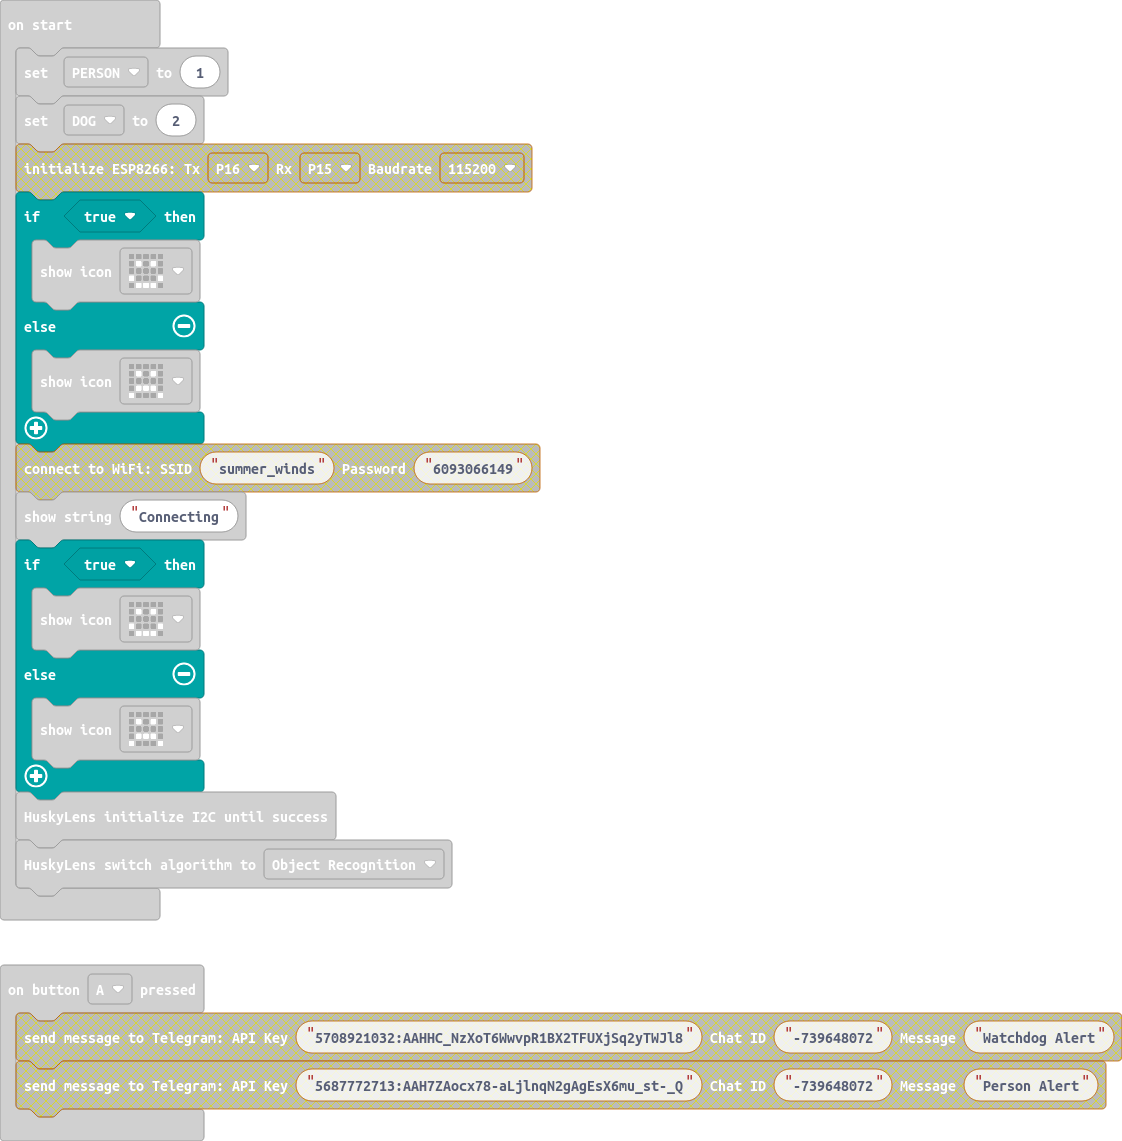 on start
set PERSON to 1
set DOG to 2
initialize ESP8266: Tx P16 Rx P15 Baudrate 115200
if true then
show icon
else
show icon
connect to WiFi: SSID "summer_winds" Password "6093066149"
show string "Connecting"
if true then
show icon
else
show icon
HuskyLens initialize I2C until success
HuskyLens switch algorithm to Object Recognition
on button A pressed
send message to Telegram: API Key "5708921032:AAHHC_NzXoT6WwvpR1BX2TFUXjSq2yTWJl8" Chat ID "-739648072" Message "Watchdog Alert"
send message to Telegram: API Key "5687772713:AAH7ZAocx78-aLjlnqN2gAgEsX6mu_st-_Q" Chat ID "-739648072" Message "Person Alert"